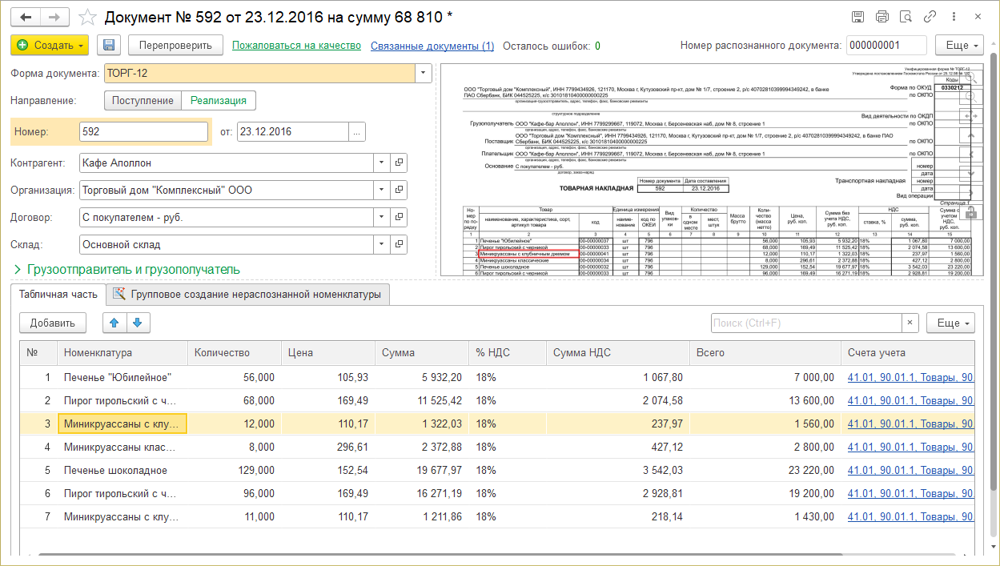 Документ № 592 от 23.12.2016 на сумму 68 810 *
Создать Перепроверить Пожаловаться на качество Связанные документы (1) Осталось ошибок: 0 Номер распознанного документа: 000000001 Еще
Форма документа: ТОРГ-12
Направление: Поступление Реализация
Номер: 592 от: 23.12.2016 ...
Контрагент: Кафе Аполлон
Организация: Торговый дом "Комплексный" ООО
Договор: С покупателем - руб.
Склад: Основной склад
Грузоотправитель и грузополучатель
Унифицированная форма № ТОРГ-12
Коды
Форма по ОКУД 0330212
ООО "Торговый дом "Комплексный", ИНН 7799434926, 121170, Москва г, Кутузовский пр-кт, дом № 1/7, строение 2, р/с 40702810399994349242, в банке
ПАО Сбербанк, БИК 044525225, к/с 30101810400000000225 по ОКПО
организация-грузоотправитель, адрес, телефон, факс, банковские реквизиты
структурное подразделение
Вид деятельности по ОКДП
Грузополучатель ООО "Кафе-бар Аполлон", ИНН 7799299667, 119072, Москва г, Берсеневская наб, дом № 8, строение 1 по ОКПО
организация, адрес, телефон, факс, банковские реквизиты
ООО "Торговый дом "Комплексный", ИНН 7799434926, 121170, Москва г, Кутузовский пр-кт, дом № 1/7, строение 2, р/с 40702810399994349242, в банке ПАО
Поставщик Сбербанк, БИК 044525225, к/с 30101810400000000225 по ОКПО
организация, адрес, телефон, факс, банковские реквизиты
Плательщик ООО "Кафе-бар Аполлон", ИНН 7799299667, 119072, Москва г, Берсеневская наб, дом № 8, строение 1 по ОКПО
организация, адрес, телефон, факс, банковские реквизиты
Основание С покупателем - руб. номер
договор, заказ-наряд дата
Номер документа Дата составления Транспортная накладная номер
ТОВАРНАЯ НАКЛАДНАЯ 592 23.12.2016 дата
Вид операции
Страница 1
Но-мер по по-рядку Товар Единица измерения Вид упаков-ки Количество Масса брутто Коли-чество (масса нетто) Цена, руб. коп. Сумма без учета НДС, руб. коп. НДС Сумма с учетом НДС, руб. коп.
наименование, характеристика, сорт, артикул товара код наиме-нование код по ОКЕИ в одном месте мест, штук ставка, % сумма, руб. коп.
1 2 3 4 5 6 7 8 9 10 11 12 13 14 15
1 Печенье "Юбилейное" 00-00000037 шт 796 56,000 105,93 5 932,20 18% 1 067,80 7 000,00
2 Пирог тирольский с черникой 00-00000033 шт 796 68,000 169,49 11 525,42 18% 2 074,58 13 600,00
3 Миникруассаны с клубничным джемом 00-00000041 шт 796 12,000 110,17 1 322,03 18% 237,97 1 560,00
4 Миникруассаны классические 00-00000034 шт 796 8,000 296,61 2 372,88 18% 427,12 2 800,00
5 Печенье шоколадное 00-00000032 шт 796 129,000 152,54 19 677,97 18% 3 542,03 23 220,00
6 Пирог тирольский с черникой 00-00000033 шт 796 96,000 169,49 16 271,19 18% 2 928,81 19 200,00
Табличная часть Групповое создание нераспознанной номенклатуры
Добавить Поиск (Ctrl+F) × Еще
№ Номенклатура Количество Цена Сумма % НДС Сумма НДС Всего Счета учета
1 Печенье "Юбилейное" 56,000 105,93 5 932,20 18% 1 067,80 7 000,00 41.01, 90.01.1, Товары, 90.
2 Пирог тирольский с ч... 68,000 169,49 11 525,42 18% 2 074,58 13 600,00 41.01, 90.01.1, Товары, 90.
3 Миникруассаны с клу... 12,000 110,17 1 322,03 18% 237,97 1 560,00 41.01, 90.01.1, Товары, 90.
4 Миникруассаны клас... 8,000 296,61 2 372,88 18% 427,12 2 800,00 41.01, 90.01.1, Товары, 90.
5 Печенье шоколадное 129,000 152,54 19 677,97 18% 3 542,03 23 220,00 41.01, 90.01.1, Товары, 90.
6 Пирог тирольский с ч... 96,000 169,49 16 271,19 18% 2 928,81 19 200,00 41.01, 90.01.1, Товары, 90.
7 Миникруассаны с клу... 11,000 110,17 1 211,86 18% 218,14 1 430,00 41.01, 90.01.1, Товары, 90.